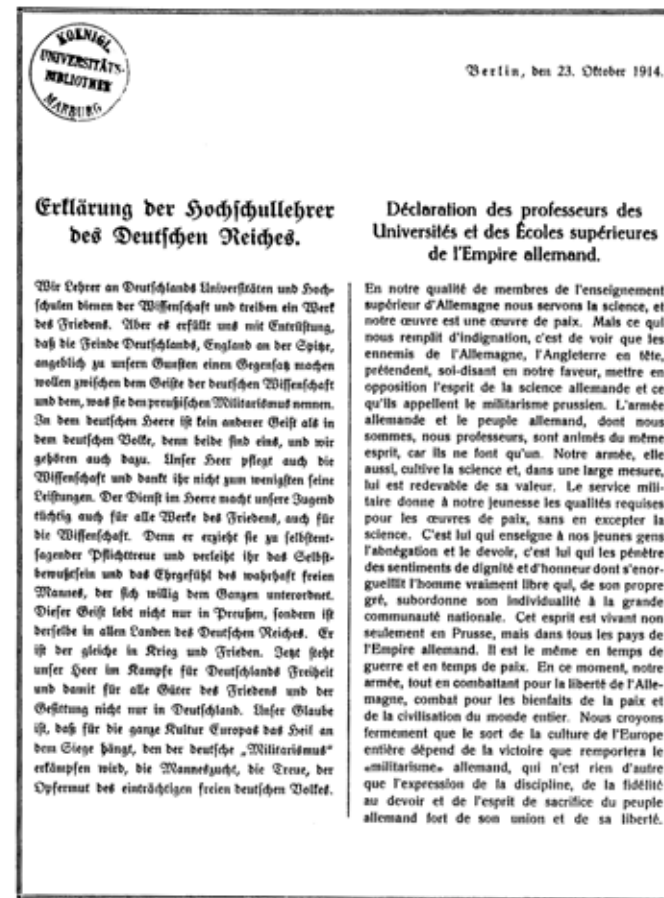 KOENIGL.
UNIVERSITÄTS-
BIBLIOTHEK
MARBURG
Berlin, den 23. Oktober 1914.
Erklärung der Hochschullehrer
des Deutschen Reiches.
Wir Lehrer an Deutschlands Universitäten und Hoch-
schulen dienen der Wissenschaft und treiben ein Werk
des Friedens. Aber es erfüllt uns mit Entrüstung,
daß die Feinde Deutschlands, England an der Spitze,
angeblich zu unsern Gunsten einen Gegensatz machen
wollen zwischen dem Geiste der deutschen Wissenschaft
und dem, was sie den preußischen Militarismus nennen.
In dem deutschen Heere ist kein anderer Geist als in
dem deutschen Volke, denn beide sind eins, und wir
gehören auch dazu. Unser Heer pflegt auch die
Wissenschaft und dankt ihr nicht zum wenigsten seine
Leistungen. Der Dienst im Heere macht unsere Jugend
tüchtig auch für alle Werke des Friedens, auch für
die Wissenschaft. Denn er erzieht sie zu selbstent-
sagender Pflichttreue und verleiht ihr das Selbst-
bewußtsein und das Ehrgefühl des wahrhaft freien
Mannes, der sich willig dem Ganzen unterordnet.
Dieser Geist lebt nicht nur in Preußen, sondern ist
derselbe in allen Landen des Deutschen Reiches. Er
ist der gleiche in Krieg und Frieden. Jetzt steht
unser Heer im Kampfe für Deutschlands Freiheit
und damit für alle Güter des Friedens und der
Gesittung nicht nur in Deutschland. Unser Glaube
ist, daß für die ganze Kultur Europas das Heil an
dem Siege hängt, den der deutsche „Militarismus“
erkämpfen wird, die Manneszucht, die Treue, der
Opfermut des einträchtigen freien deutschen Volkes.
Déclaration des professeurs des
Universités et des Écoles supérieures
de l'Empire allemand.
En notre qualité de membres de l'enseignement
supérieur d'Allemagne nous servons la science, et
notre œuvre est une œuvre de paix. Mais ce qui
nous remplit d'indignation, c'est de voir que les
ennemis de l'Allemagne, l'Angleterre en tête,
prétendent, soi-disant en notre faveur, mettre en
opposition l'esprit de la science allemande et ce
qu'ils appellent le militarisme prussien. L'armée
allemande et le peuple allemand, dont nous
sommes, nous professeurs, sont animés du même
esprit, car ils ne font qu'un. Notre armée, elle
aussi, cultive la science et, dans une large mesure,
lui est redevable de sa valeur. Le service mili-
taire donne à notre jeunesse les qualités requises
pour les œuvres de paix, sans en excepter la
science. C'est lui qui enseigne à nos jeunes gens
l'abnégation et le devoir, c'est lui qui les pénètre
des sentiments de dignité et d'honneur dont s'enor-
gueillit l'homme vraiment libre qui, de son propre
gré, subordonne son individualité à la grande
communauté nationale. Cet esprit est vivant non
seulement en Prusse, mais dans tous les pays de
l'Empire allemand. Il est le même en temps de
guerre et en temps de paix. En ce moment, notre
armée, tout en combattant pour la liberté de l'Alle-
magne, combat pour les bienfaits de la paix et
de la civilisation du monde entier. Nous croyons
fermement que le sort de la culture de l'Europe
entière dépend de la victoire que remportera le
«militarisme» allemand, qui n'est rien d'autre
que l'expression de la discipline, de la fidélité
au devoir et de l'esprit de sacrifice du peuple
allemand fort de son union et de sa liberté.